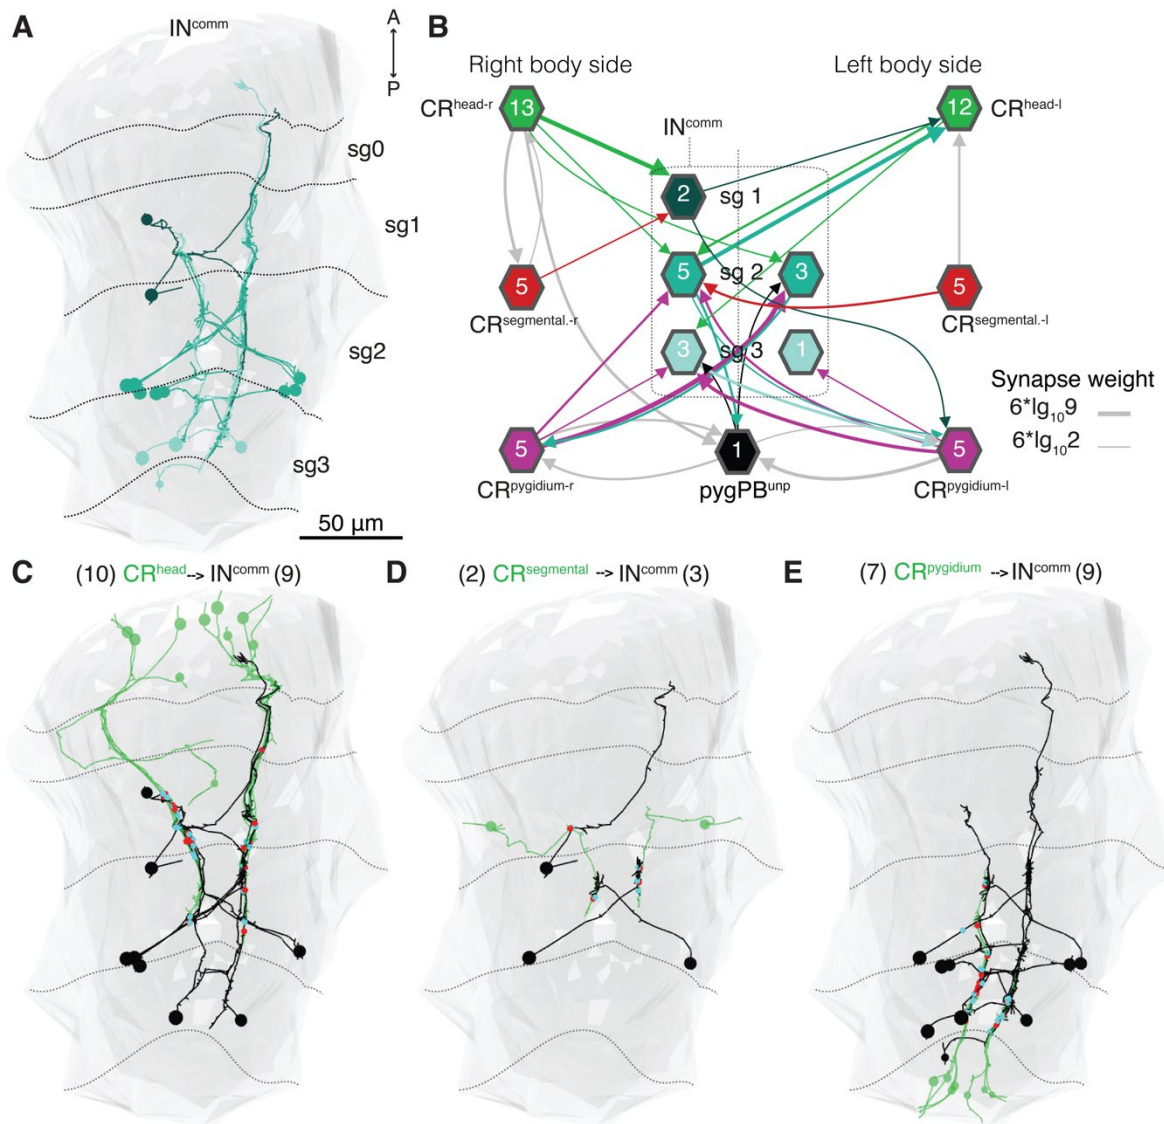 A
IN^comm
A
P
sg0
sg1
sg2
sg3
50 µm
B
Right body side
Left body side
CR^head-r
13
12
CR^head-l
IN^comm
2
sg 1
5
sg 2
3
5
CR^segmental.-r
5
CR^segmental.-l
3
sg 3
1
Synapse weight
6*lg₁₀9
6*lg₁₀2
5
CR^pygidium-r
1
pygPB^unp
5
CR^pygidium-l
C
(10) CR^head --> IN^comm (9)
D
(2) CR^segmental --> IN^comm (3)
E
(7) CR^pygidium --> IN^comm (9)